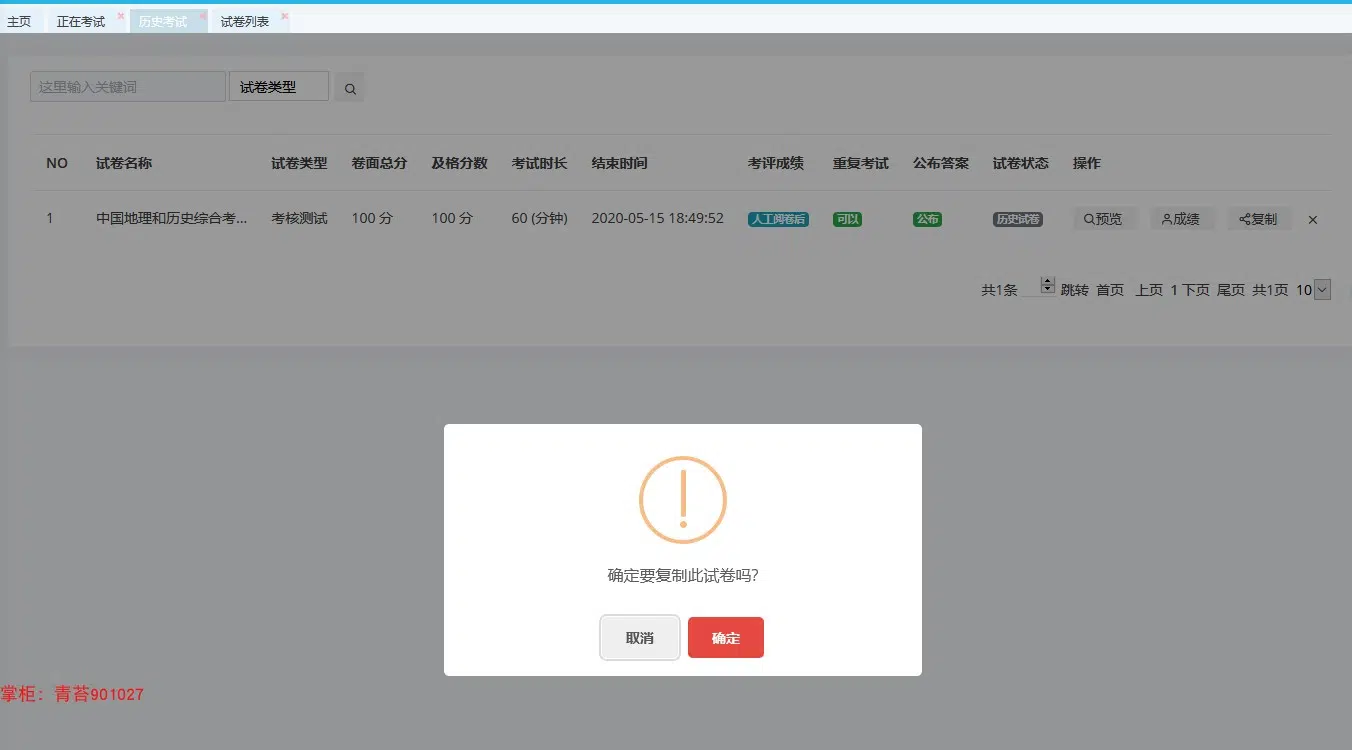 主页 正在考试 历史考试 试卷列表
这里输入关键词 试卷类型
NO 试卷名称 试卷类型 卷面总分 及格分数 考试时长 结束时间 考评成绩 重复考试 公布答案 试卷状态 操作
1 中国地理和历史综合考... 考核测试 100 分 100 分 60 (分钟) 2020-05-15 18:49:52 人工阅卷后 可以 公布 历史试卷 预览 成绩 复制
共1条 跳转 首页 上页 1 下页 尾页 共1页 10
确定要复制此试卷吗?
取消 确定
掌柜：青苔901027